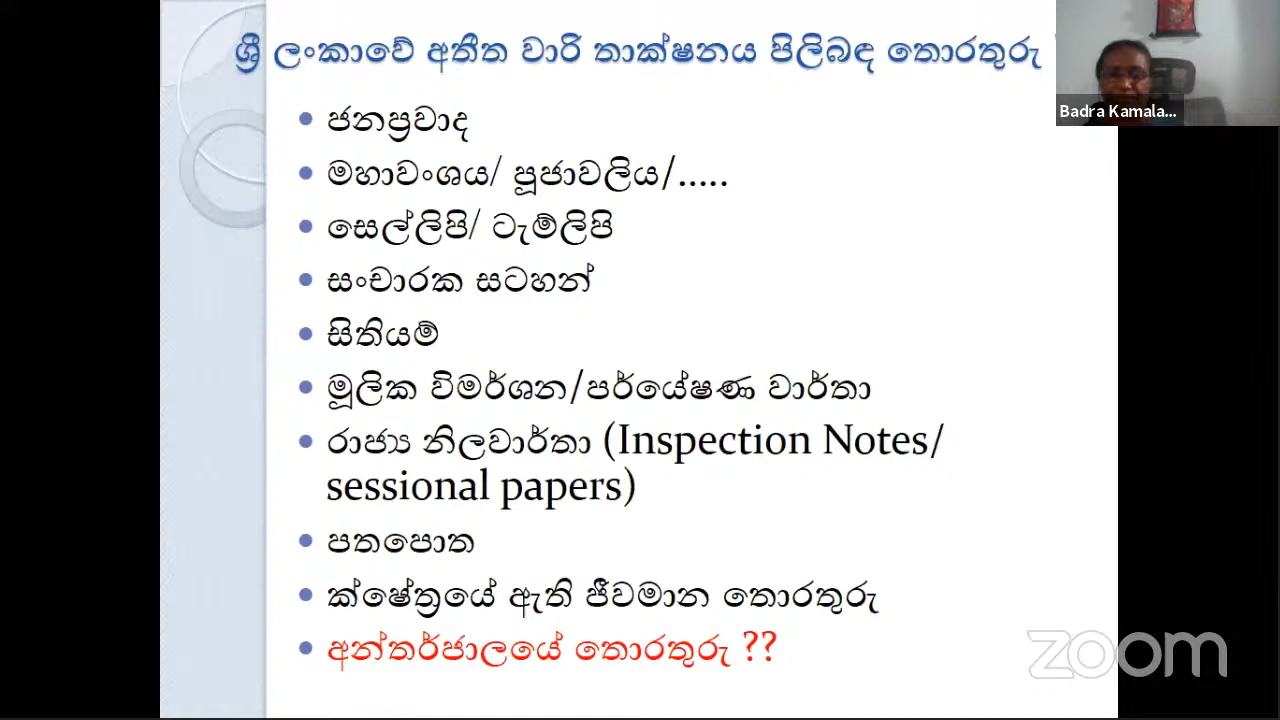 ශ්‍රී ලංකාවේ අතීත වාරි තාක්ෂනය පිලිබඳ තොරතුරු
Badra Kamala...
• ජනප්‍රවාද
• මහාවංශය/ පූජාවලිය/.....
• සෙල්ලිපි/ ටැම්ලිපි
• සංචාරක සටහන්
• සිතියම්
• මූලික විමර්ශන/පර්යේෂණ වාර්තා
• රාජ්‍ය නිලවාර්තා (Inspection Notes/
sessional papers)
• පතපොත
• ක්ෂේත්‍රයේ ඇති ජීවමාන තොරතුරු
• අන්තර්ජාලයේ තොරතුරු ??
zoom